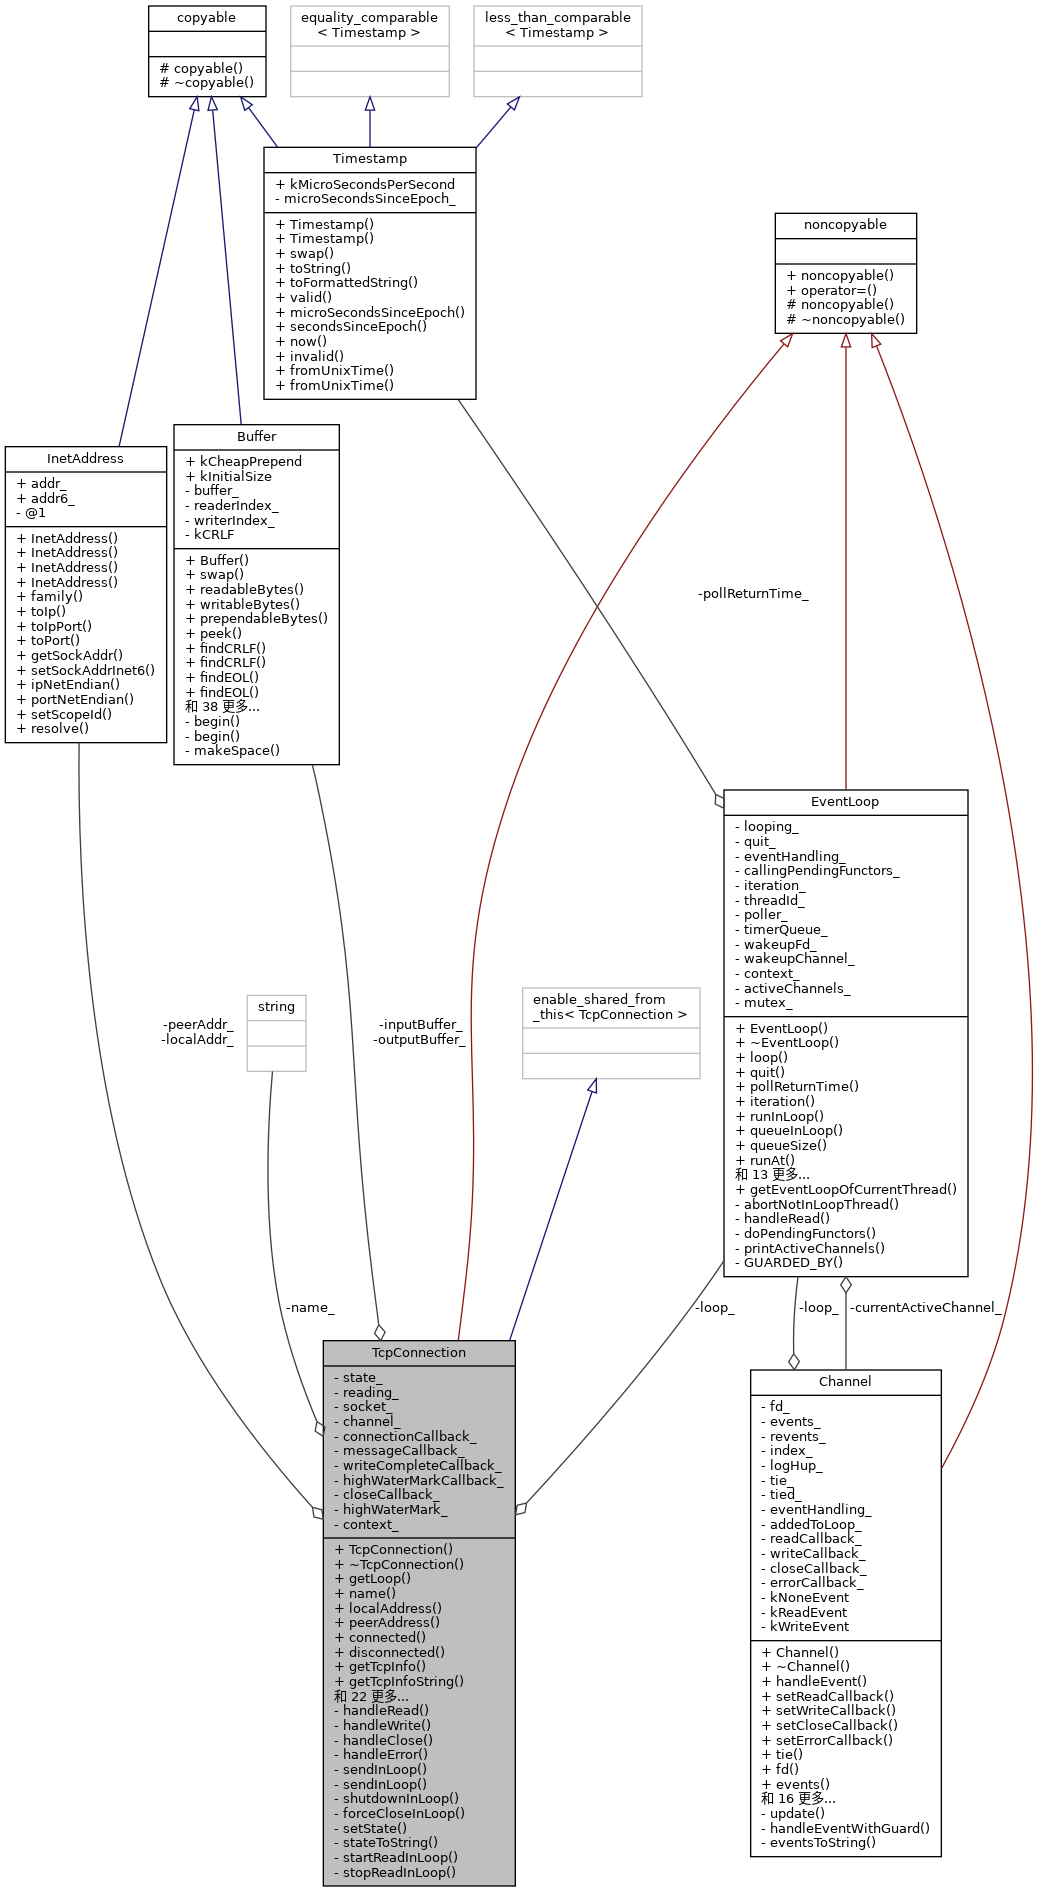 copyable
# copyable()
# ~copyable()
equality_comparable
< Timestamp >
less_than_comparable
< Timestamp >
Timestamp
+ kMicroSecondsPerSecond
- microSecondsSinceEpoch_
+ Timestamp()
+ Timestamp()
+ swap()
+ toString()
+ toFormattedString()
+ valid()
+ microSecondsSinceEpoch()
+ secondsSinceEpoch()
+ now()
+ invalid()
+ fromUnixTime()
+ fromUnixTime()
noncopyable
+ noncopyable()
+ operator=()
# noncopyable()
# ~noncopyable()
InetAddress
+ addr_
+ addr6_
- @1
+ InetAddress()
+ InetAddress()
+ InetAddress()
+ InetAddress()
+ family()
+ toIp()
+ toIpPort()
+ toPort()
+ getSockAddr()
+ setSockAddrInet6()
+ ipNetEndian()
+ portNetEndian()
+ setScopeId()
+ resolve()
Buffer
+ kCheapPrepend
+ kInitialSize
- buffer_
- readerIndex_
- writerIndex_
- kCRLF
+ Buffer()
+ swap()
+ readableBytes()
+ writableBytes()
+ prependableBytes()
+ peek()
+ findCRLF()
+ findCRLF()
+ findEOL()
+ findEOL()
和 38 更多...
- begin()
- begin()
- makeSpace()
-pollReturnTime_
EventLoop
- looping_
- quit_
- eventHandling_
- callingPendingFunctors_
- iteration_
- threadId_
- poller_
- timerQueue_
- wakeupFd_
- wakeupChannel_
- context_
- activeChannels_
- mutex_
+ EventLoop()
+ ~EventLoop()
+ loop()
+ quit()
+ pollReturnTime()
+ iteration()
+ runInLoop()
+ queueInLoop()
+ queueSize()
+ runAt()
和 13 更多...
+ getEventLoopOfCurrentThread()
- abortNotInLoopThread()
- handleRead()
- doPendingFunctors()
- printActiveChannels()
- GUARDED_BY()
-peerAddr_
-localAddr_
string
-inputBuffer_
-outputBuffer_
enable_shared_from
_this< TcpConnection >
-name_
-loop_
-loop_
-currentActiveChannel_
TcpConnection
- state_
- reading_
- socket_
- channel_
- connectionCallback_
- messageCallback_
- writeCompleteCallback_
- highWaterMarkCallback_
- closeCallback_
- highWaterMark_
- context_
+ TcpConnection()
+ ~TcpConnection()
+ getLoop()
+ name()
+ localAddress()
+ peerAddress()
+ connected()
+ disconnected()
+ getTcpInfo()
+ getTcpInfoString()
和 22 更多...
- handleRead()
- handleWrite()
- handleClose()
- handleError()
- sendInLoop()
- sendInLoop()
- shutdownInLoop()
- forceCloseInLoop()
- setState()
- stateToString()
- startReadInLoop()
- stopReadInLoop()
Channel
- fd_
- events_
- revents_
- index_
- logHup_
- tie_
- tied_
- eventHandling_
- addedToLoop_
- readCallback_
- writeCallback_
- closeCallback_
- errorCallback_
- kNoneEvent
- kReadEvent
- kWriteEvent
+ Channel()
+ ~Channel()
+ handleEvent()
+ setReadCallback()
+ setWriteCallback()
+ setCloseCallback()
+ setErrorCallback()
+ tie()
+ fd()
+ events()
和 16 更多...
- update()
- handleEventWithGuard()
- eventsToString()